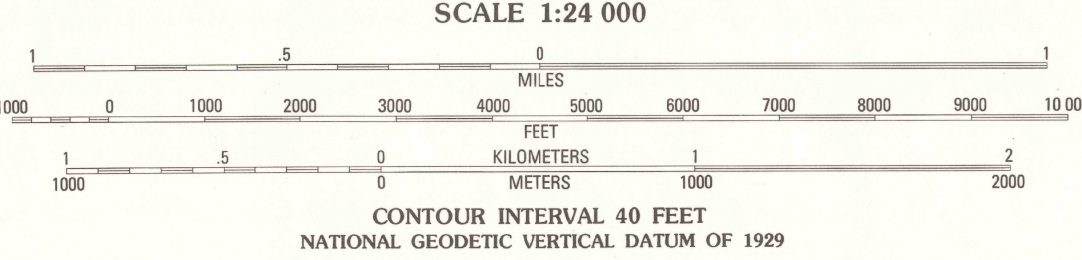 SCALE 1:24 000
1 .5 0 1
MILES
1000 0 1000 2000 3000 4000 5000 6000 7000 8000 9000 10 00
FEET
1 .5 0 KILOMETERS 1 2
1000 0 METERS 1000 2000
CONTOUR INTERVAL 40 FEET
NATIONAL GEODETIC VERTICAL DATUM OF 1929